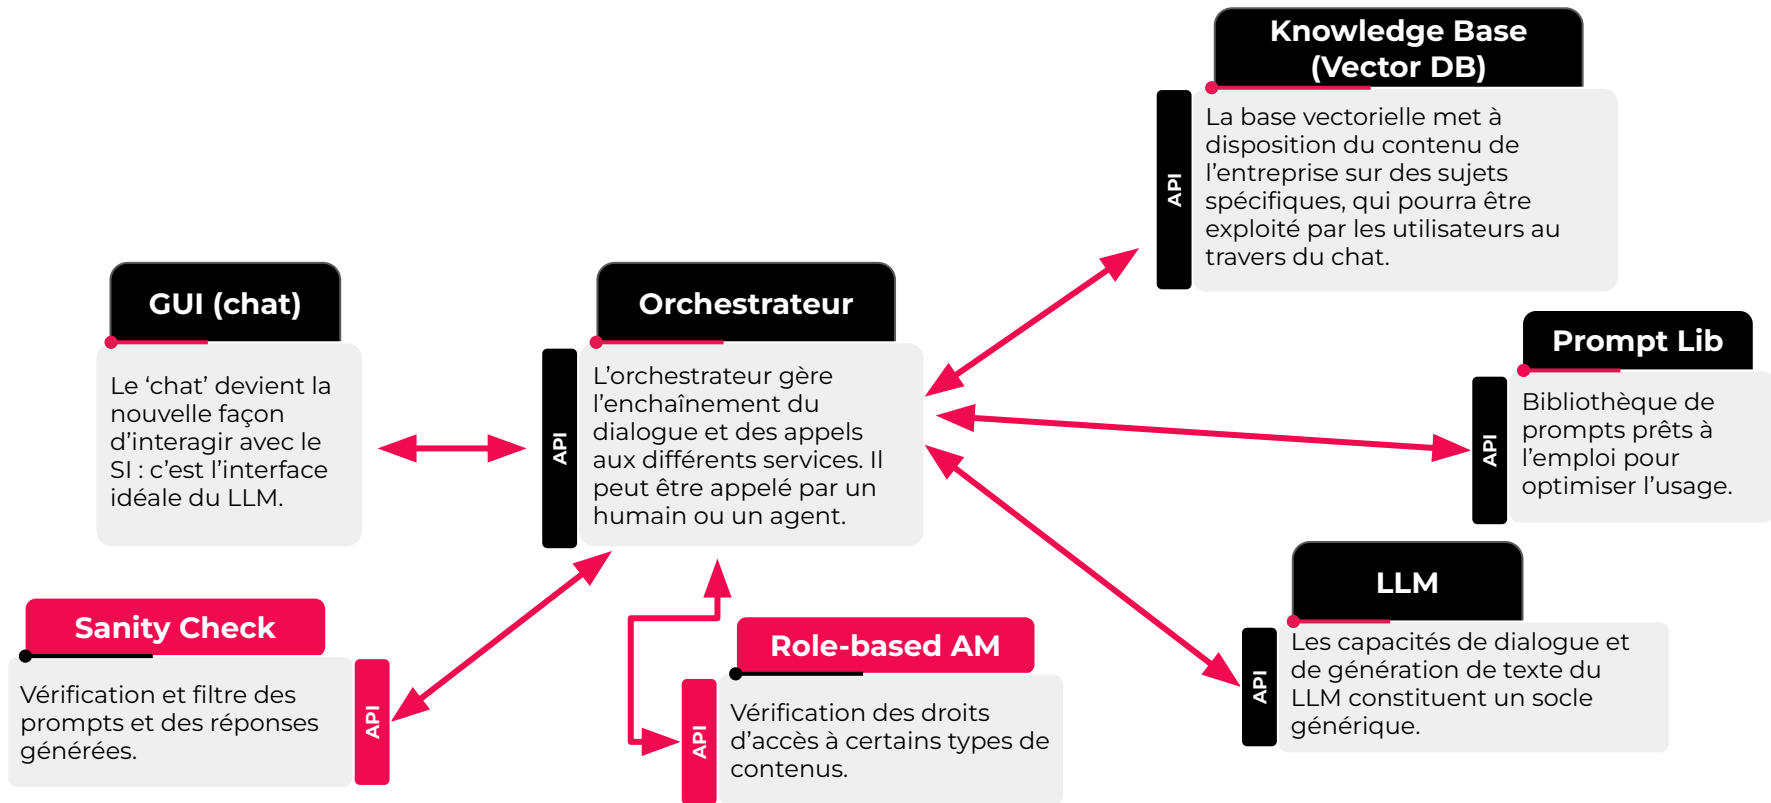 Knowledge Base
(Vector DB)
API
La base vectorielle met à
disposition du contenu de
l’entreprise sur des sujets
spécifiques, qui pourra être
exploité par les utilisateurs au
travers du chat.
GUI (chat)
Le ‘chat’ devient la
nouvelle façon
d’interagir avec le
SI : c’est l’interface
idéale du LLM.
Orchestrateur
API
L’orchestrateur gère
l’enchaînement du
dialogue et des appels
aux différents services. Il
peut être appelé par un
humain ou un agent.
Prompt Lib
API
Bibliothèque de
prompts prêts à
l’emploi pour
optimiser l’usage.
LLM
API
Les capacités de dialogue et
de génération de texte du
LLM constituent un socle
générique.
Sanity Check
Vérification et filtre des
prompts et des réponses
générées.
API
Role-based AM
API
Vérification des droits
d’accès à certains types de
contenus.